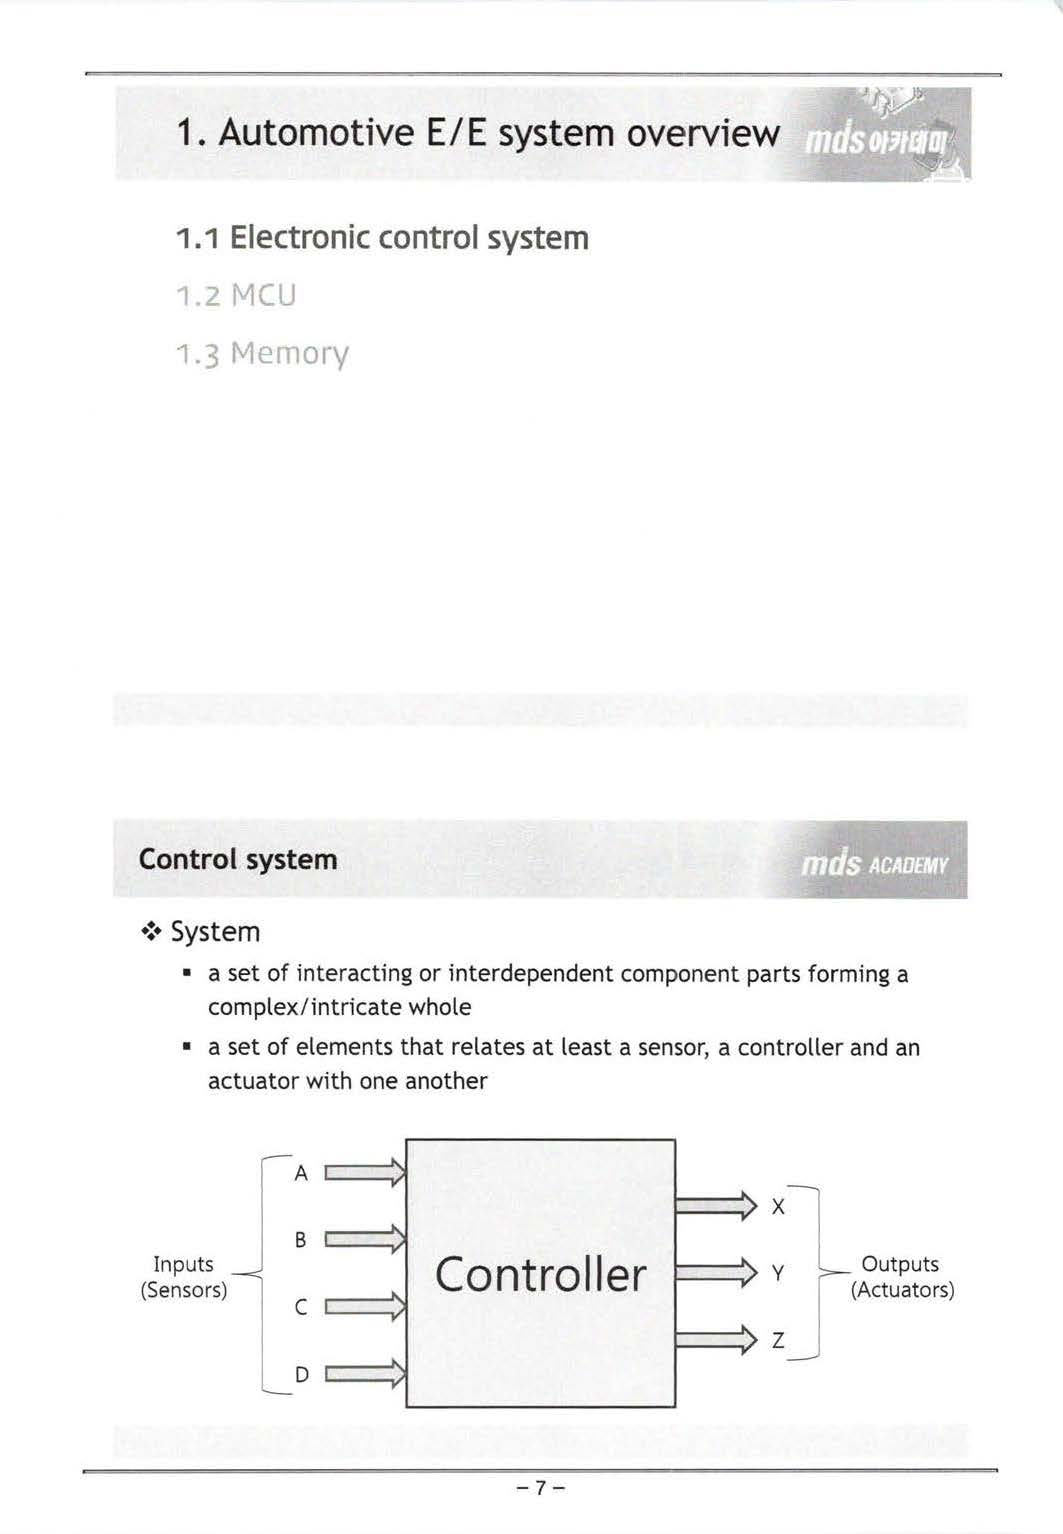 1. Automotive E/E system overview
mds 아카데미
1.1 Electronic control system
1.2 MCU
1.3 Memory
Control system
mds ACADEMY
❖ System
▪ a set of interacting or interdependent component parts forming a
complex/intricate whole
▪ a set of elements that relates at least a sensor, a controller and an
actuator with one another
A
B
C
D
Inputs
(Sensors)
Controller
X
Y
Z
Outputs
(Actuators)
– 7 –